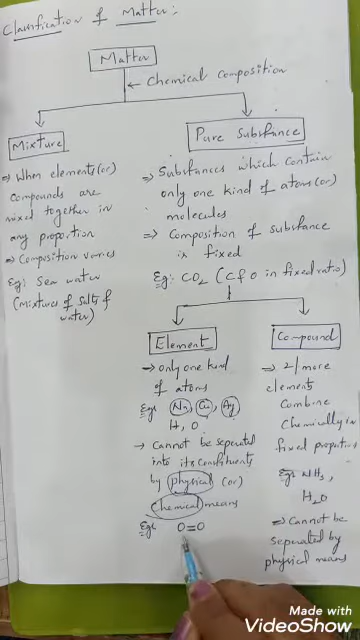 Classification of Matter:
Matter
← Chemical composition
Mixture
⇒ When elements (or)
compounds are
mixed together in
any proportion
⇒ Composition varies
Eg: Sea water
(Mixtures of salts &
water)
Pure Substance
⇒ Substances which contain
only one kind of atoms (or)
molecules
⇒ Composition of substance
is fixed
Eg: CO₂ (C & O in fixed ratio)
Element
→ only one kind
of atoms
Eg: Na, Cu, Ag
H, O
→ Cannot be seperated
into its constituents
by physical (or)
chemical means
Eg: O=O
Compound
⇒ 2/more
elements
Combine
chemically in
fixed proportion
Eg: NH₃,
H₂O
⇒ Cannot be
seperated by
physical means
Made with
VideoShow